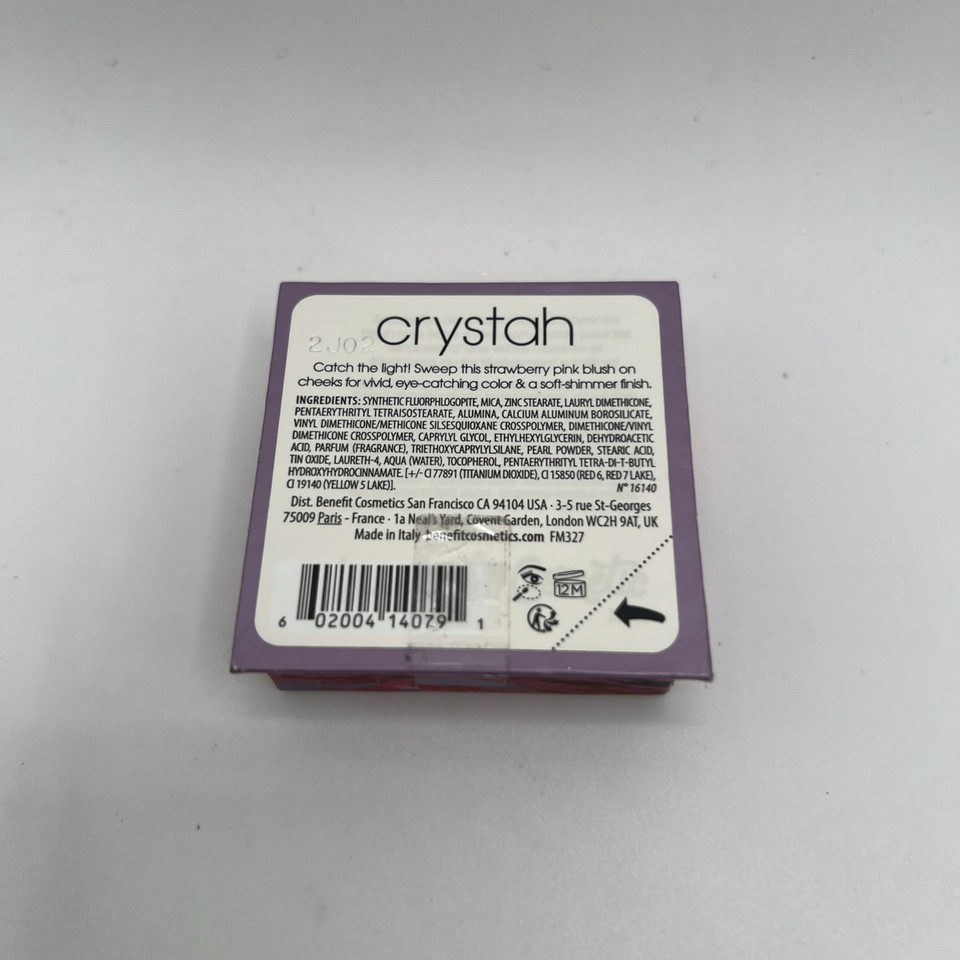 crystah
2J02
Catch the light! Sweep this strawberry pink blush on
cheeks for vivid, eye-catching color & a soft-shimmer finish.
INGREDIENTS: SYNTHETIC FLUORPHLOGOPITE, MICA, ZINC STEARATE, LAURYL DIMETHICONE,
PENTAERYTHRITYL TETRAISOSTEARATE, ALUMINA, CALCIUM ALUMINUM BOROSILICATE,
VINYL DIMETHICONE/METHICONE SILSESQUIOXANE CROSSPOLYMER, DIMETHICONE/VINYL
DIMETHICONE CROSSPOLYMER, CAPRYLYL GLYCOL, ETHYLHEXYLGLYCERIN, DEHYDROACETIC
ACID, PARFUM (FRAGRANCE), TRIETHOXYCAPRYLYLSILANE, PEARL POWDER, STEARIC ACID,
TIN OXIDE, LAURETH-4, AQUA (WATER), TOCOPHEROL, PENTAERYTHRITYL TETRA-DI-T-BUTYL
HYDROXYHYDROCINNAMATE. [+/- CI 77891 (TITANIUM DIOXIDE), CI 15850 (RED 6, RED 7 LAKE),
CI 19140 (YELLOW 5 LAKE)]. N° 16140
Dist. Benefit Cosmetics San Francisco CA 94104 USA · 3-5 rue St-Georges
75009 Paris - France · 1a Neal's Yard, Covent Garden, London WC2H 9AT, UK
Made in Italy benefitcosmetics.com FM327
12M
6 02004 14079 1